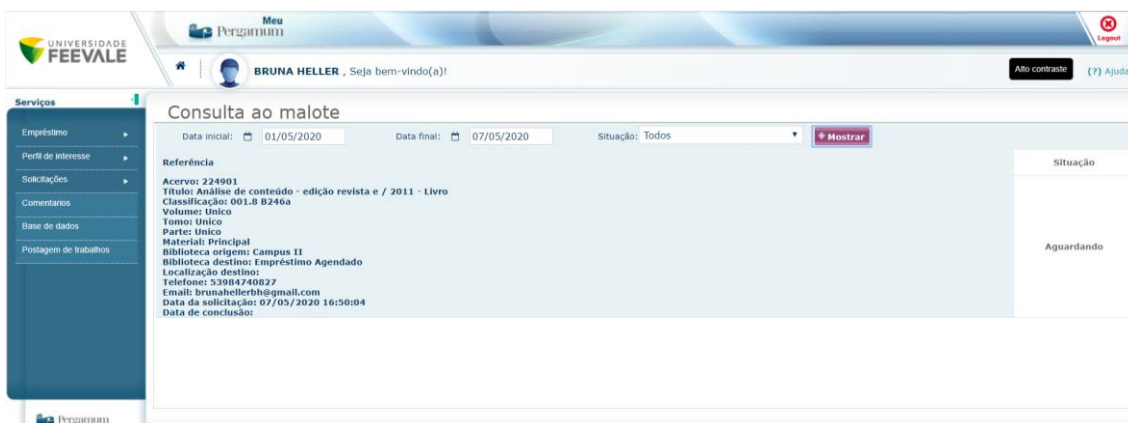 UNIVERSIDADE
FEEVALE
Meu
Pergamum
Logout
BRUNA HELLER , Seja bem-vindo(a)!
Alto contraste
(?) Ajuda
Serviços
Empréstimo
Perfil de interesse
Solicitações
Comentarios
Base de dados
Postagem de trabalhos
Pergamum
Consulta ao malote
Data inicial: 01/05/2020 Data final: 07/05/2020 Situação: Todos Mostrar
Referência Situação
Acervo: 224901
Título: Análise de conteúdo - edição revista e / 2011 - Livro
Classificação: 001.8 B246a
Volume: Unico
Tomo: Unico
Parte: Unico
Material: Principal
Biblioteca origem: Campus II
Biblioteca destino: Empréstimo Agendado
Localização destino:
Telefone: 53984740827
Email: brunahellerbh@gmail.com
Data da solicitação: 07/05/2020 16:50:04
Data de conclusão:
Aguardando